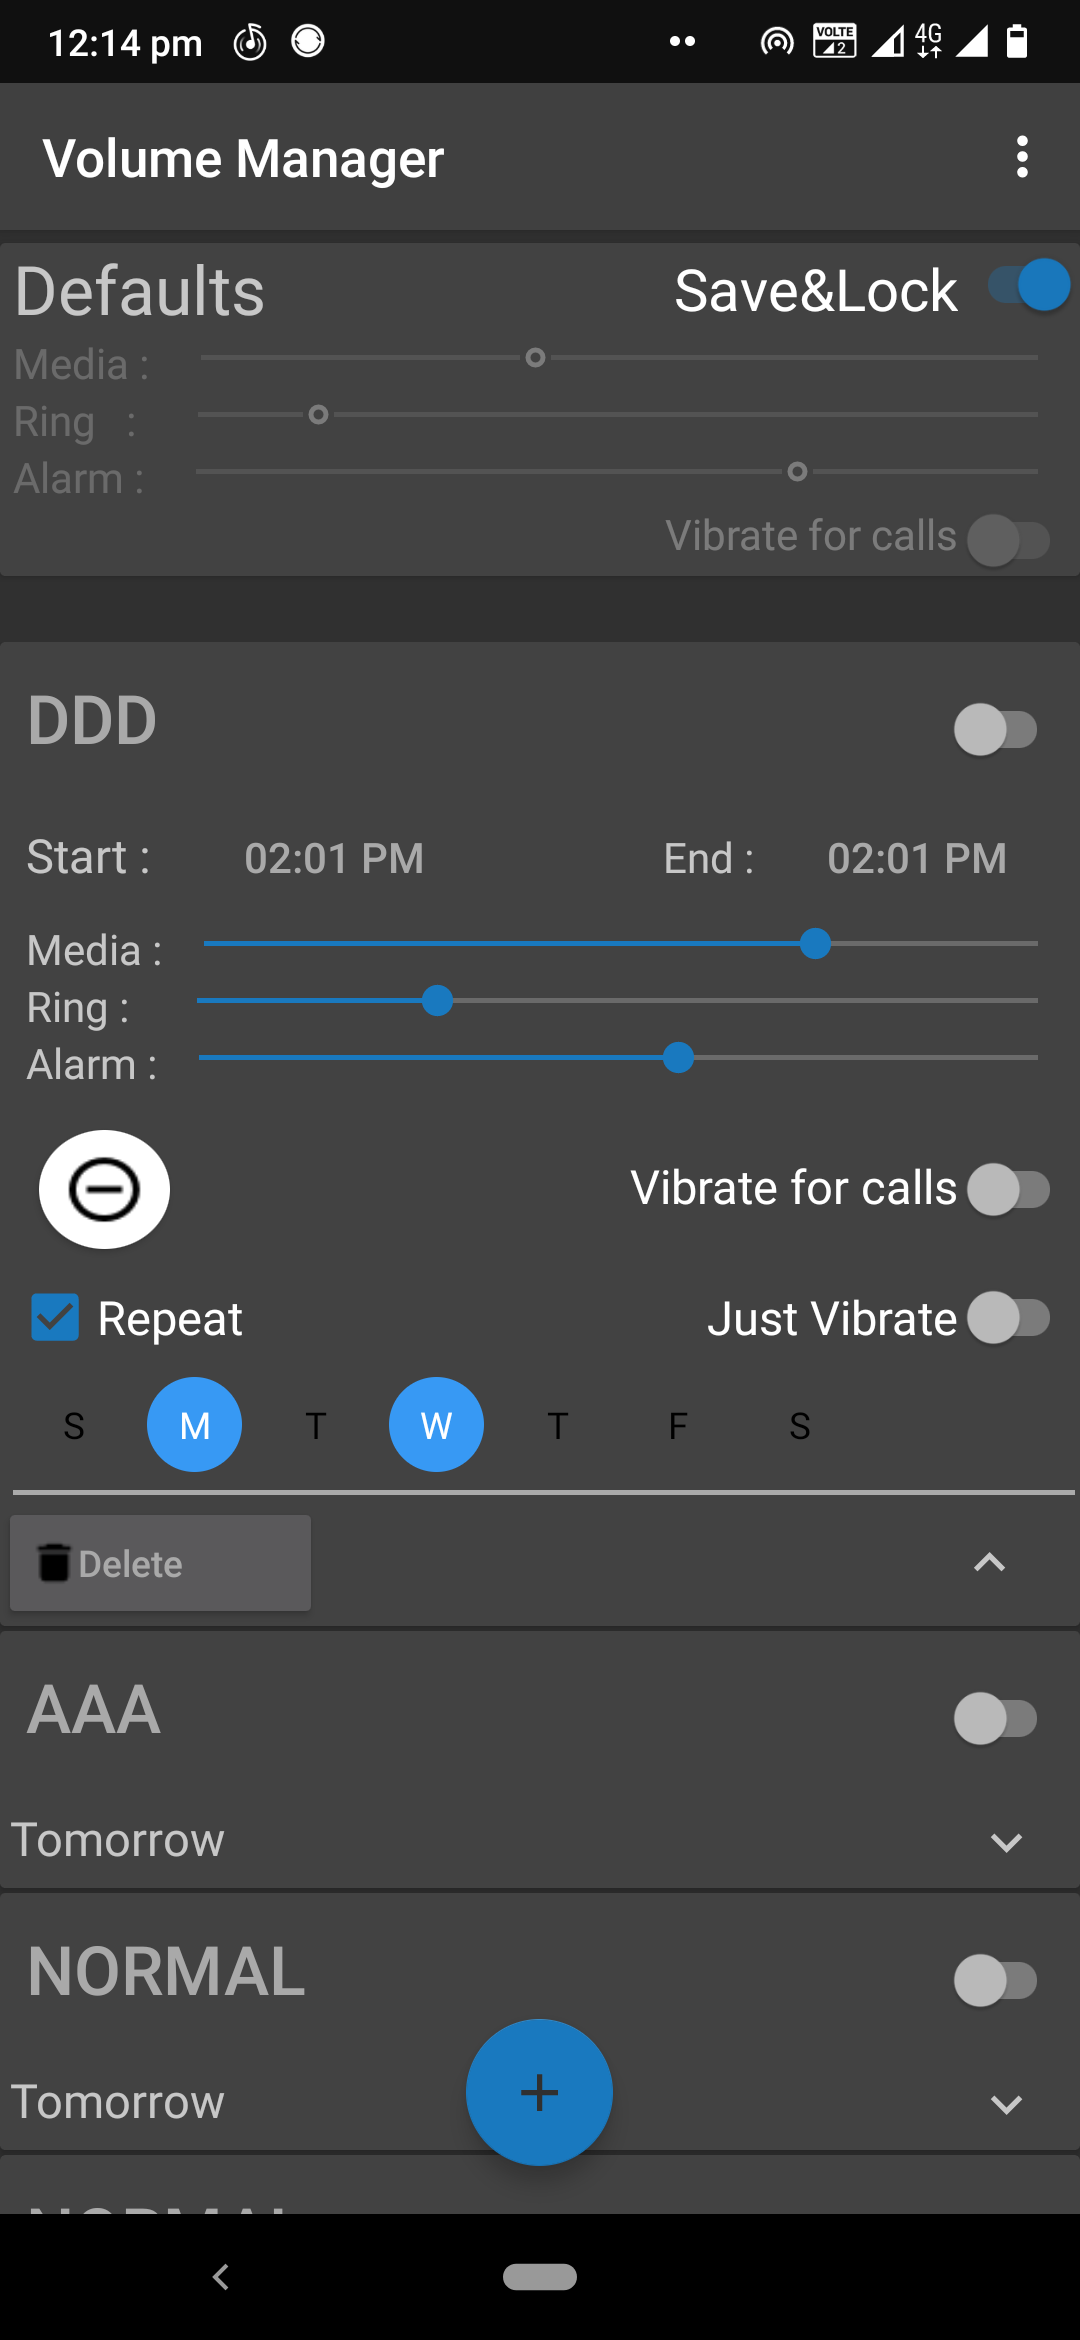 12:14 pm
VOLTE 2 4G
Volume Manager
Defaults Save&Lock
Media :
Ring :
Alarm :
Vibrate for calls
DDD
Start : 02:01 PM End : 02:01 PM
Media :
Ring :
Alarm :
Vibrate for calls
Repeat Just Vibrate
S M T W T F S
Delete
AAA
Tomorrow
NORMAL
Tomorrow
NORMAL